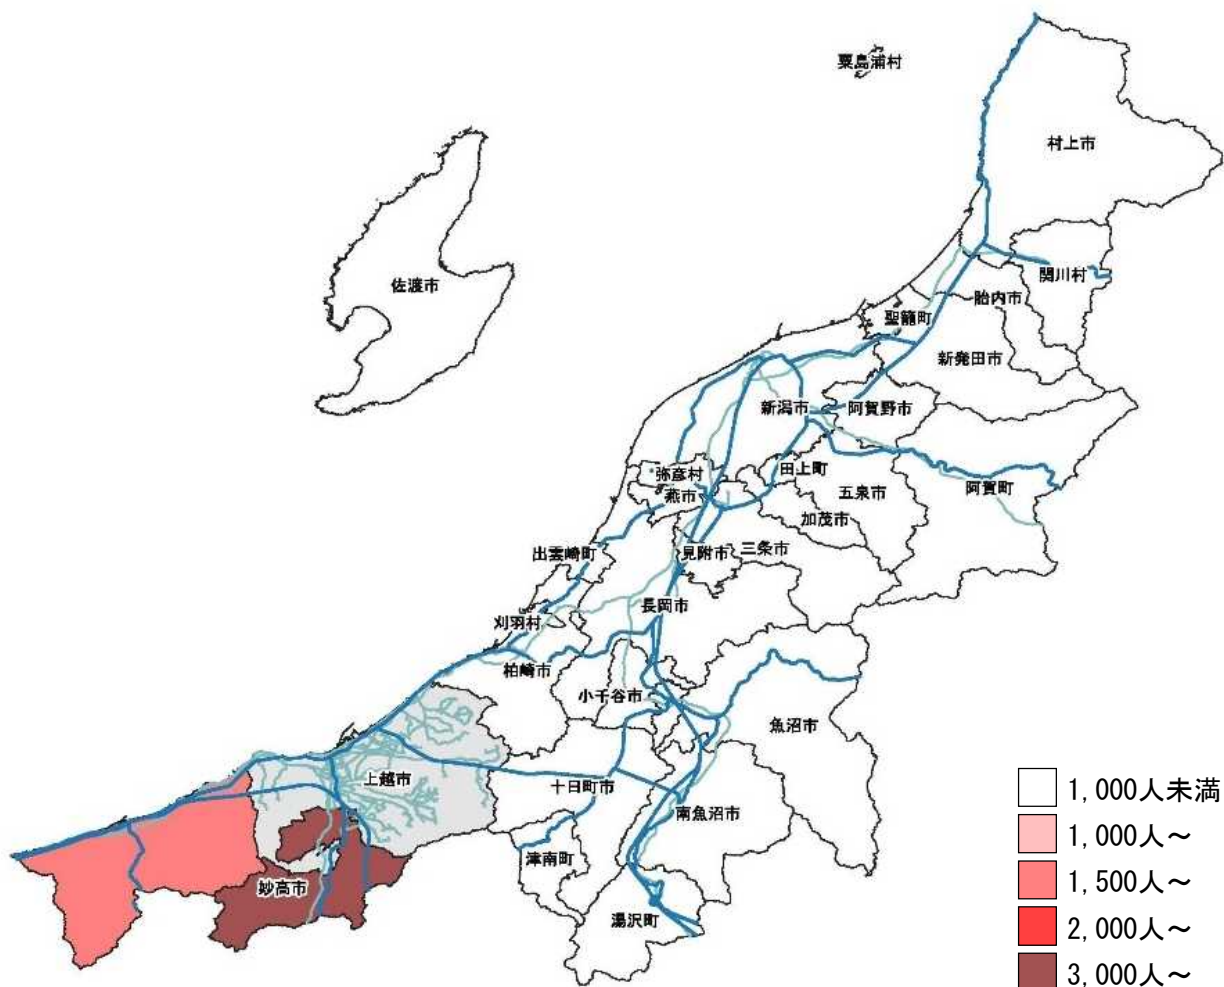 粟島浦村
村上市
佐渡市
関川村
胎内市
聖籠町
新発田市
新潟市
阿賀野市
弥彦村
田上町
燕市
五泉市
阿賀町
加茂市
出雲崎町
見附市
三条市
長岡市
刈羽村
柏崎市
小千谷市
魚沼市
上越市
十日町市
南魚沼市
津南町
妙高市
湯沢町
1,000人未満
1,000人～
1,500人～
2,000人～
3,000人～